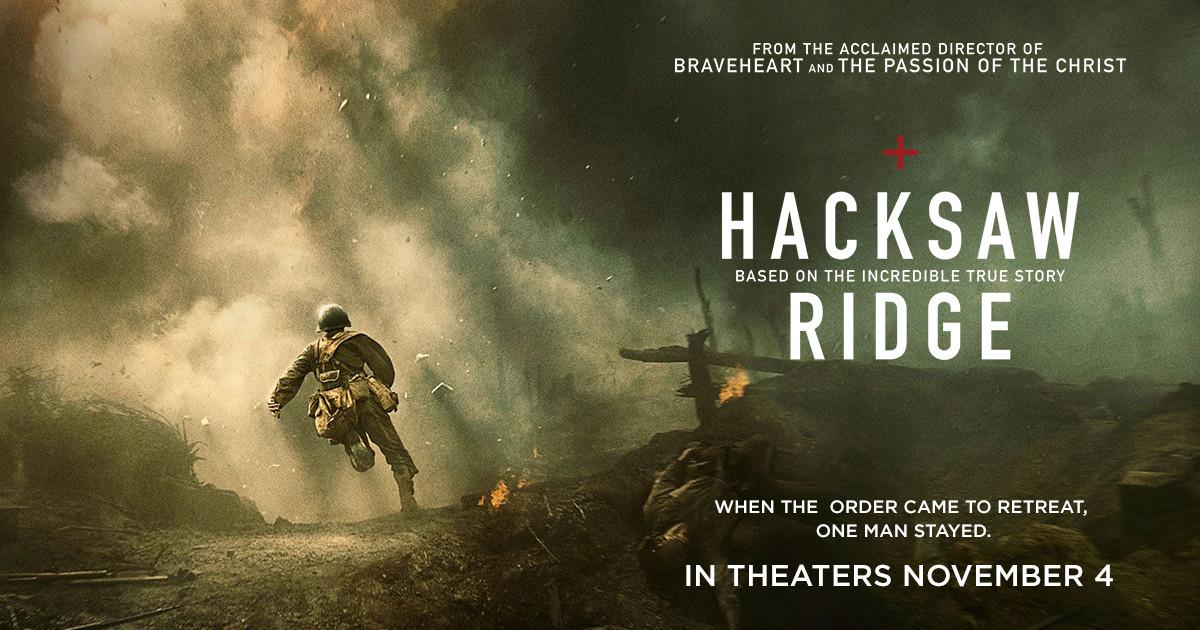 FROM THE ACCLAIMED DIRECTOR OF
BRAVEHEART AND THE PASSION OF THE CHRIST
HACKSAW
BASED ON THE INCREDIBLE TRUE STORY
RIDGE
WHEN THE ORDER CAME TO RETREAT,
ONE MAN STAYED.
IN THEATERS NOVEMBER 4